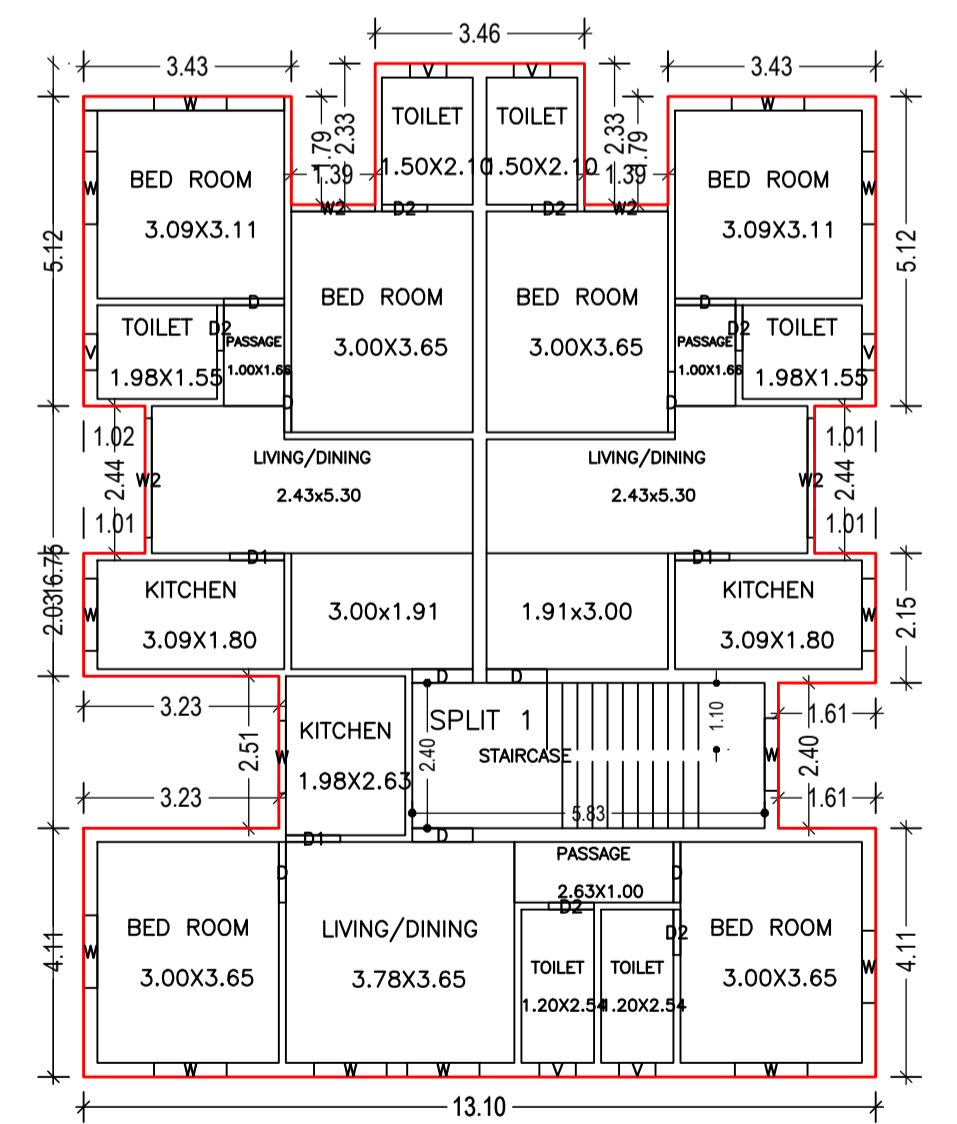 3.46
3.43
3.43
V
V
W
W
TOILET
TOILET
1.50X2.10
1.50X2.10
1.79
2.33
2.33
1.79
1.39
1.39
BED ROOM
BED ROOM
W
W
3.09X3.11
3.09X3.11
W2
D2
D2
W2
5.12
5.12
BED ROOM
BED ROOM
3.00X3.65
3.00X3.65
D
D
TOILET
D2
PASSAGE
PASSAGE
D2
TOILET
V
V
1.98X1.55
1.00X1.66
1.00X1.66
1.98X1.55
D
D
1.02
1.01
LIVING/DINING
LIVING/DINING
2.44
W2
2.43x5.30
2.43x5.30
W2
2.44
1.01
1.01
D1
D1
16.75
2.03
KITCHEN
KITCHEN
W
3.09X1.80
3.00x1.91
1.91x3.00
3.09X1.80
W
2.15
D
D
3.23
2.51
KITCHEN
1.98X2.63
W
SPLIT 1
2.40
STAIRCASE
1.10
W
1.61
2.40
3.23
5.83
1.61
D1
D
D
PASSAGE
2.63X1.00
D
D2
D2
4.11
W
BED ROOM
3.00X3.65
LIVING/DINING
3.78X3.65
TOILET
TOILET
1.20X2.54
1.20X2.54
BED ROOM
3.00X3.65
W
4.11
W
W
W
V
V
W
13.10